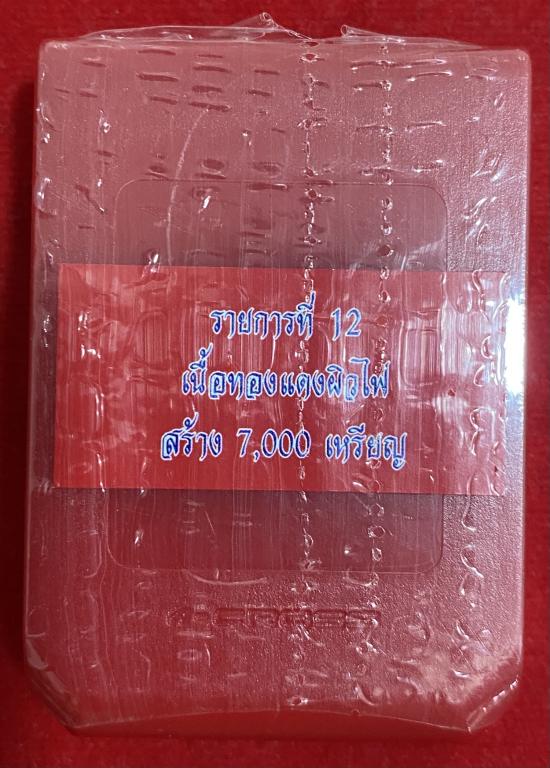 รายการที่ 12
เนื้อทองแดงผิวไฟ
สร้าง 7,000 เหรียญ